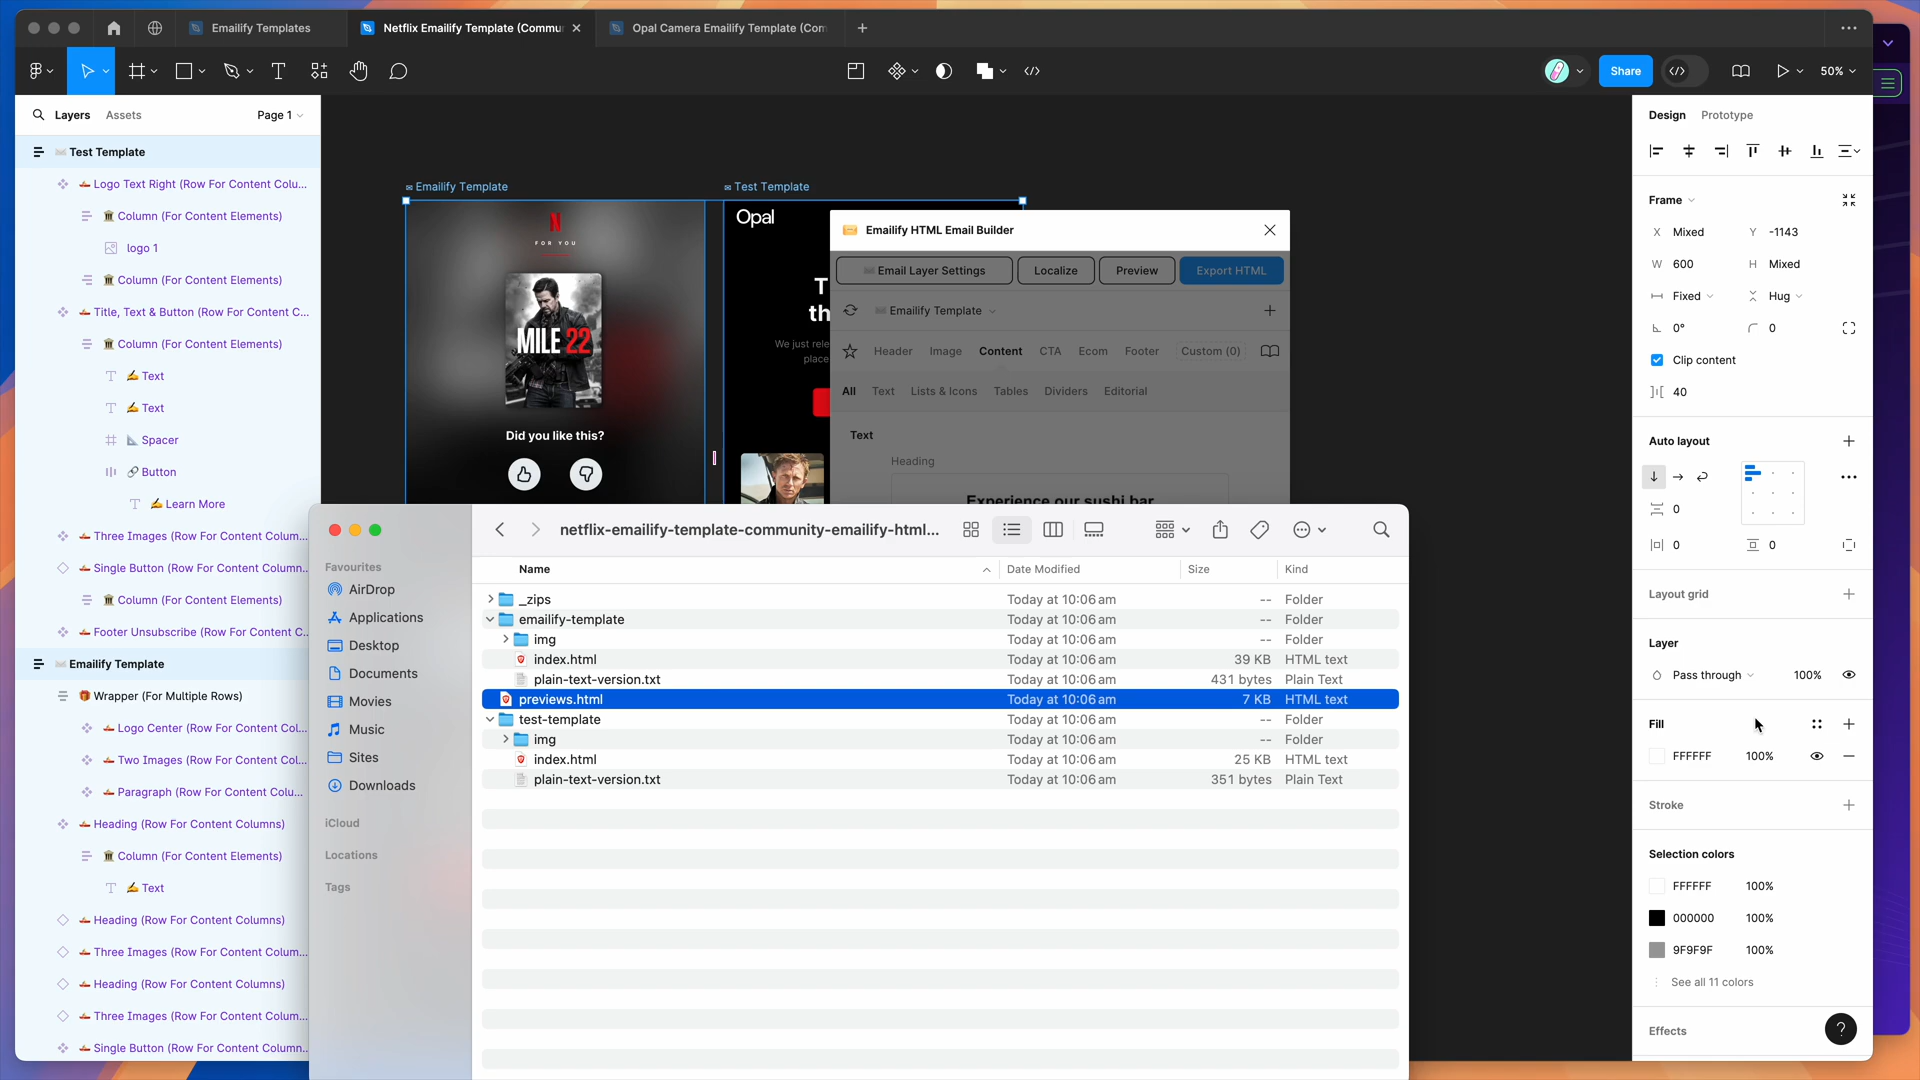 Emailify Templates
Netflix Emailify Template (Commu
Opal Camera Emailify Template (Com
Share
50%
Layers
Assets
Page 1
Test Template
Logo Text Right (Row For Content Colu...
Column (For Content Elements)
logo 1
Column (For Content Elements)
Title, Text & Button (Row For Content C...
Column (For Content Elements)
Text
Text
Spacer
Button
Learn More
Three Images (Row For Content Colum...
Single Button (Row For Content Column...
Column (For Content Elements)
Footer Unsubscribe (Row For Content C...
Emailify Template
Wrapper (For Multiple Rows)
Logo Center (Row For Content Colu...
Two Images (Row For Content Col...
Paragraph (Row For Content Colu...
Heading (Row For Content Columns)
Column (For Content Elements)
Text
Heading (Row For Content Columns)
Three Images (Row For Content Colum...
Heading (Row For Content Columns)
Three Images (Row For Content Colum...
Single Button (Row For Content Column...
Emailify Template
N
FOR YOU
MILE 22
Did you like this?
Test Template
Opal
T
th
We just rele
place
Emailify HTML Email Builder
Email Layer Settings
Localize
Preview
Export HTML
Emailify Template
Header
Image
Content
CTA
Ecom
Footer
Custom (0)
All
Text
Lists & Icons
Tables
Dividers
Editorial
Text
Heading
Experience our sushi bar
netflix-emailify-template-community-emailify-html...
Favourites
AirDrop
Applications
Desktop
Documents
Movies
Music
Sites
Downloads
iCloud
Locations
Tags
Name Date Modified Size Kind
_zips Today at 10:06 am -- Folder
emailify-template Today at 10:06 am -- Folder
img Today at 10:06 am -- Folder
index.html Today at 10:06 am 39 KB HTML text
plain-text-version.txt Today at 10:06 am 431 bytes Plain Text
previews.html Today at 10:06 am 7 KB HTML text
test-template Today at 10:06 am -- Folder
img Today at 10:06 am -- Folder
index.html Today at 10:06 am 25 KB HTML text
plain-text-version.txt Today at 10:06 am 351 bytes Plain Text
Design
Prototype
Frame
X Mixed Y -1143
W 600 H Mixed
Fixed Hug
0° 0
Clip content
40
Auto layout
0
0 0
Layout grid
Layer
Pass through 100%
Fill
FFFFFF 100%
Stroke
Selection colors
FFFFFF 100%
000000 100%
9F9F9F 100%
See all 11 colors
Effects
?